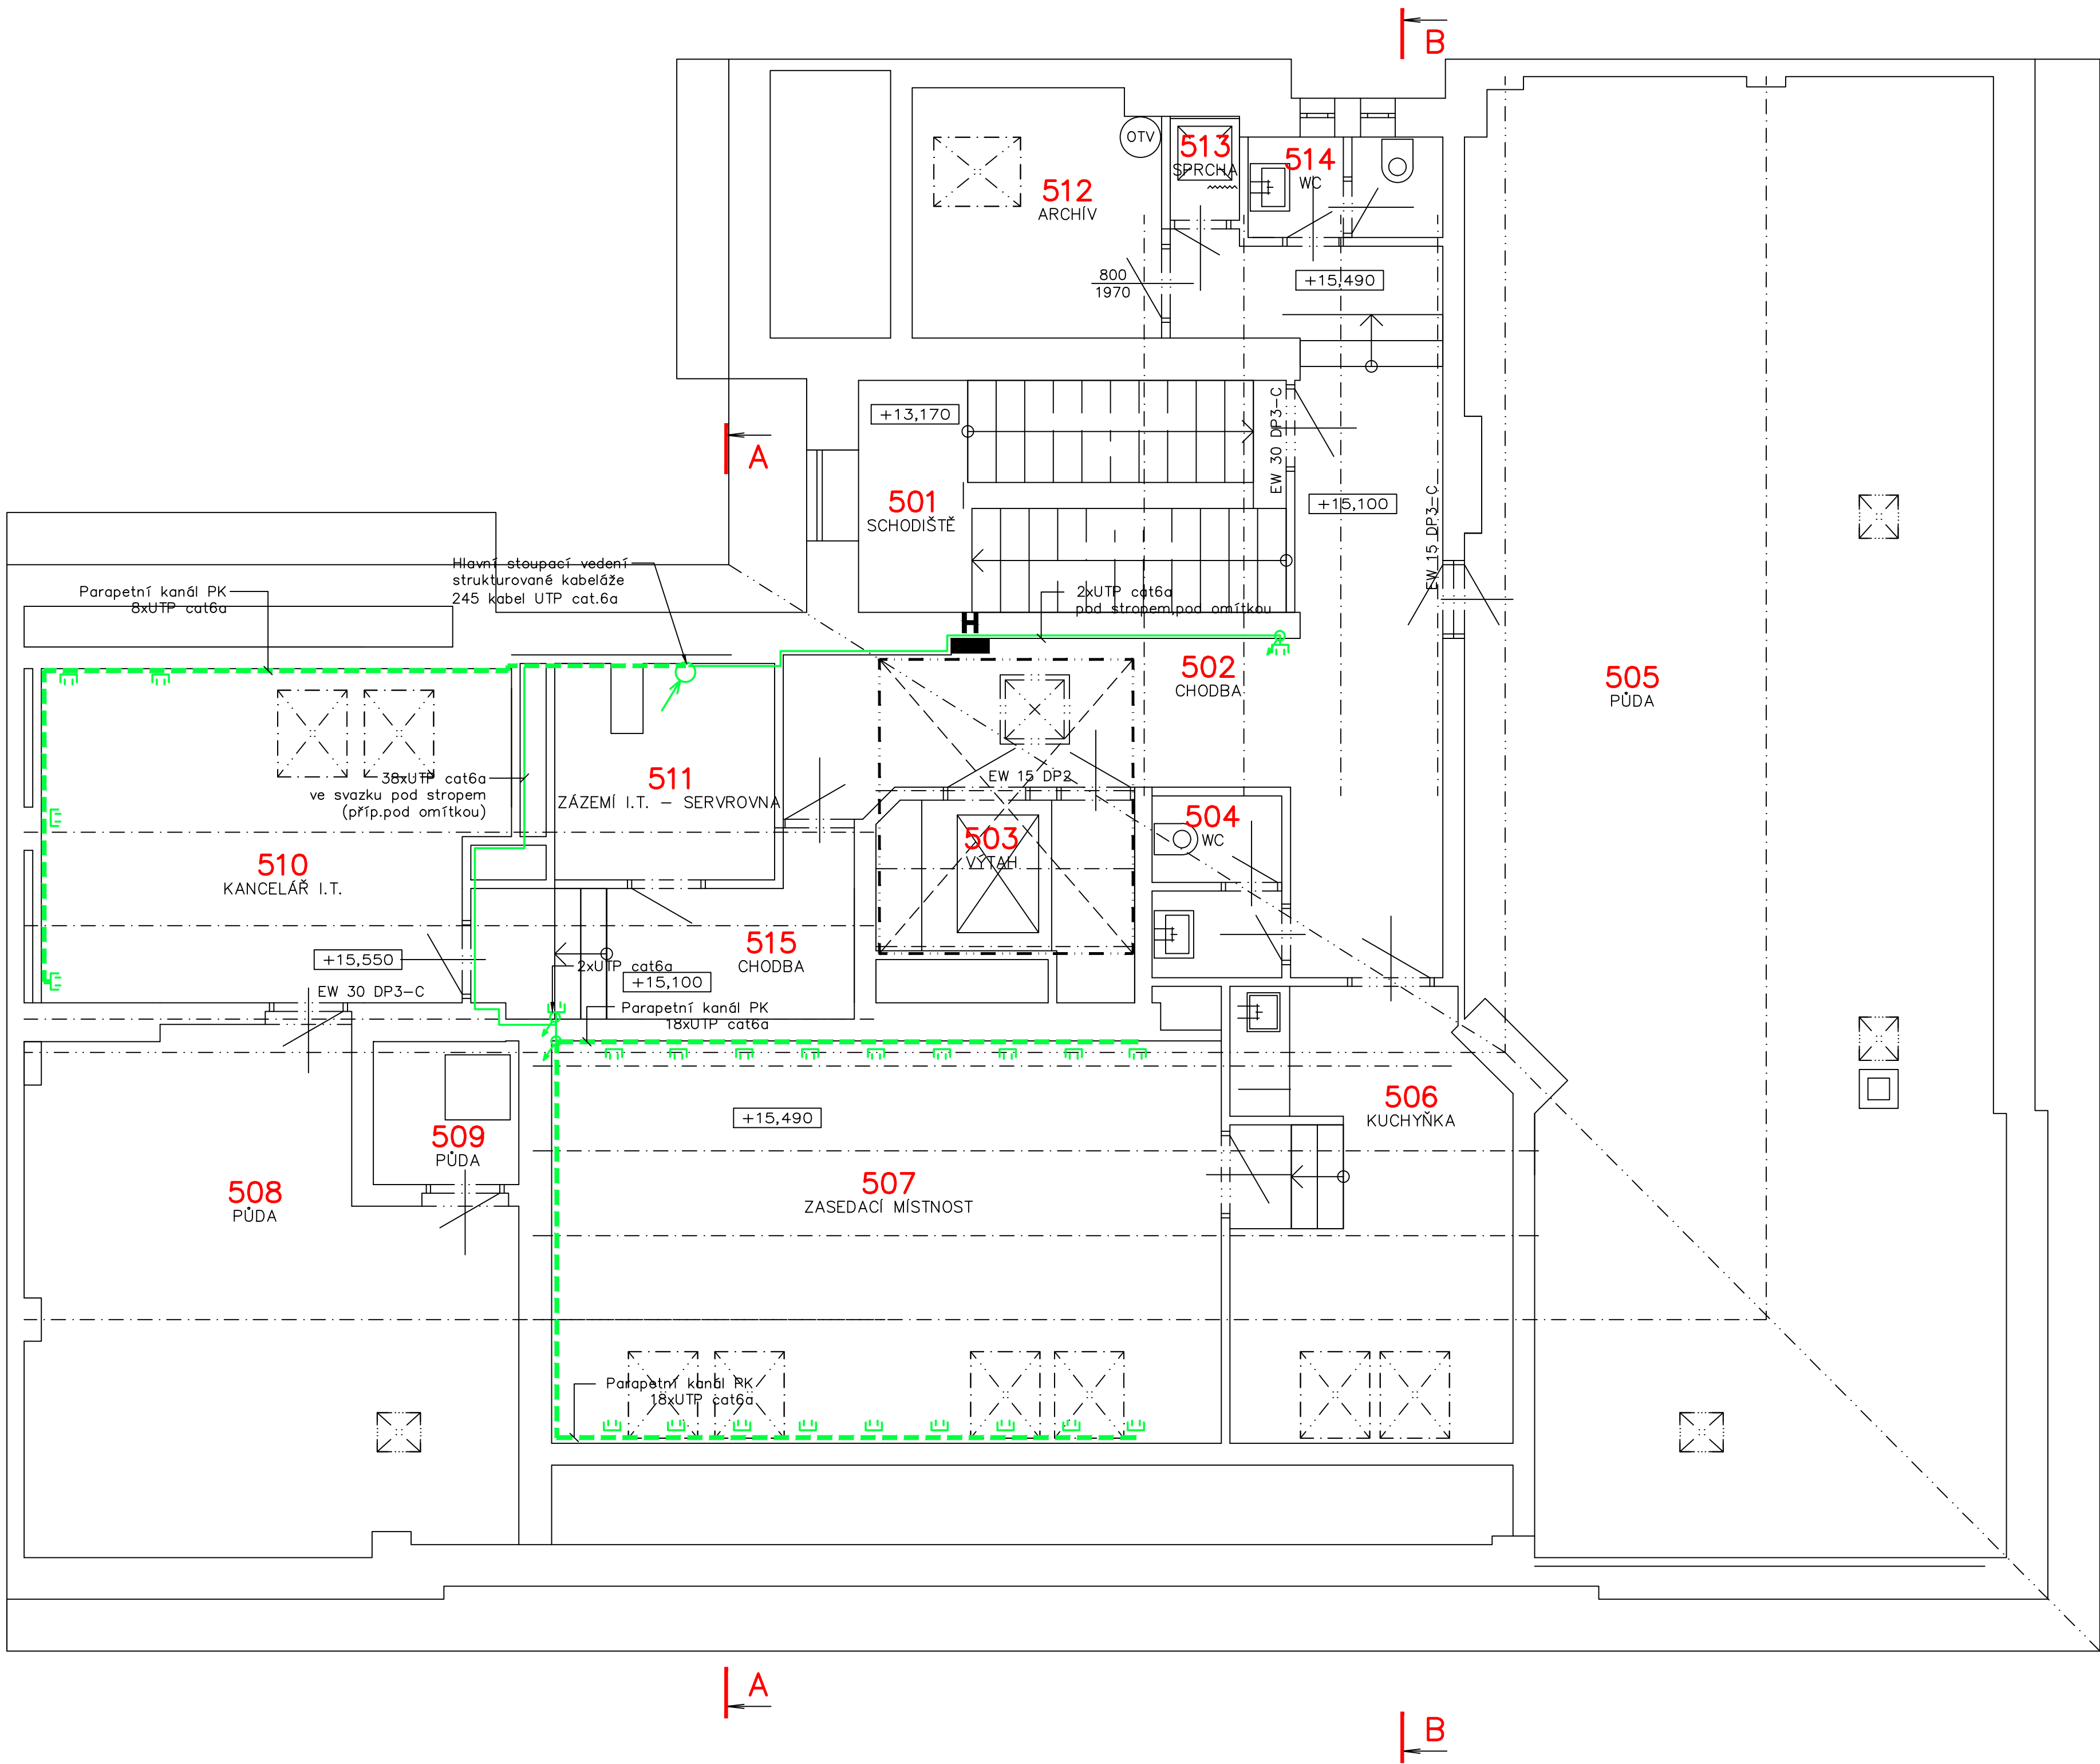 B
513
SPRCHA
OTV
514
WC
512
ARCHÍV
800
1970
+15,490
+13,170
A
EW 30 DP3-C
501
SCHODIŠTĚ
+15,100
EW 15 DP3-C
Hlavní stoupací vedení
strukturované kabeláže
245 kabel UTP cat.6a
Parapetní kanál PK
8xUTP cat6a
2xUTP cat6a
pod stropem,pod omítkou
H
502
CHODBA
505
PŮDA
38xUTP cat6a
ve svazku pod stropem
(příp.pod omítkou)
511
ZÁZEMÍ I.T. – SERVROVNA
EW 15 DP2
503
VÝTAH
504
WC
510
KANCELÁŘ I.T.
515
CHODBA
+15,550
EW 30 DP3-C
2xUTP cat6a
+15,100
Parapetní kanál PK
18xUTP cat6a
+15,490
506
KUCHYŇKA
509
PŮDA
508
PŮDA
507
ZASEDACÍ MÍSTNOST
Parapetní kanál PK
18xUTP cat6a
A
B